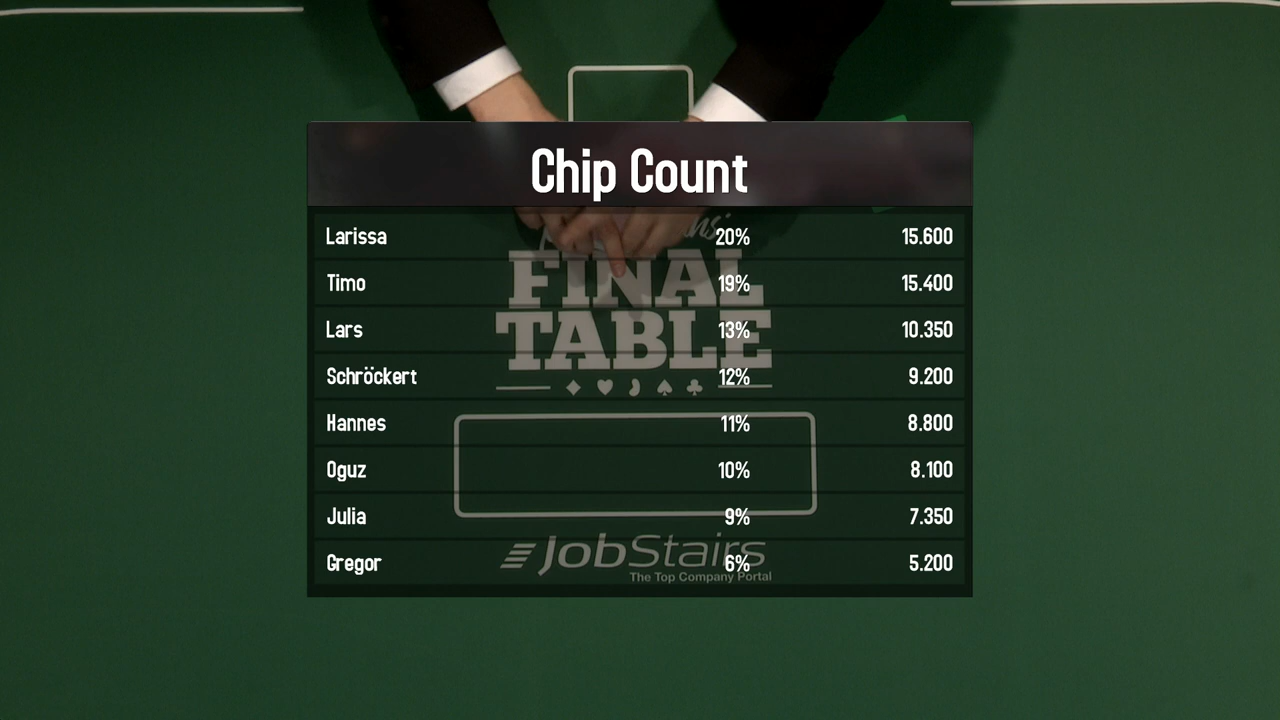 Chip Count
Larissa 20% 15.600
Timo 19% 15.400
Lars 13% 10.350
Schröckert 12% 9.200
Hannes 11% 8.800
Oguz 10% 8.100
Julia 9% 7.350
Gregor 6% 5.200
FINAL
TABLE
JobStairs
The Top Company Portal